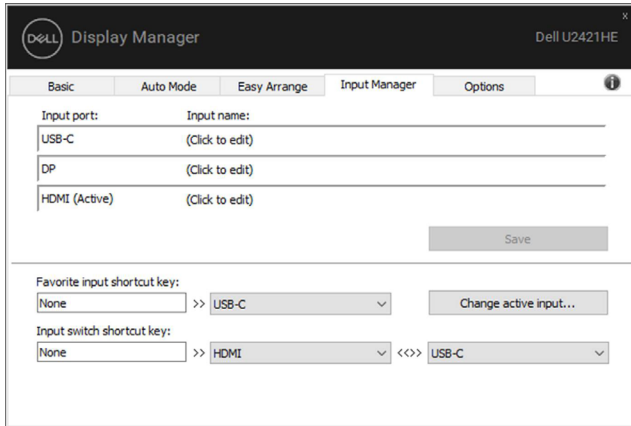 x
DELL Display Manager Dell U2421HE
Basic Auto Mode Easy Arrange Input Manager Options i
Input port: Input name:
USB-C (Click to edit)
DP (Click to edit)
HDMI (Active) (Click to edit)
Save
Favorite input shortcut key:
None >> USB-C Change active input...
Input switch shortcut key:
None >> HDMI <<>> USB-C